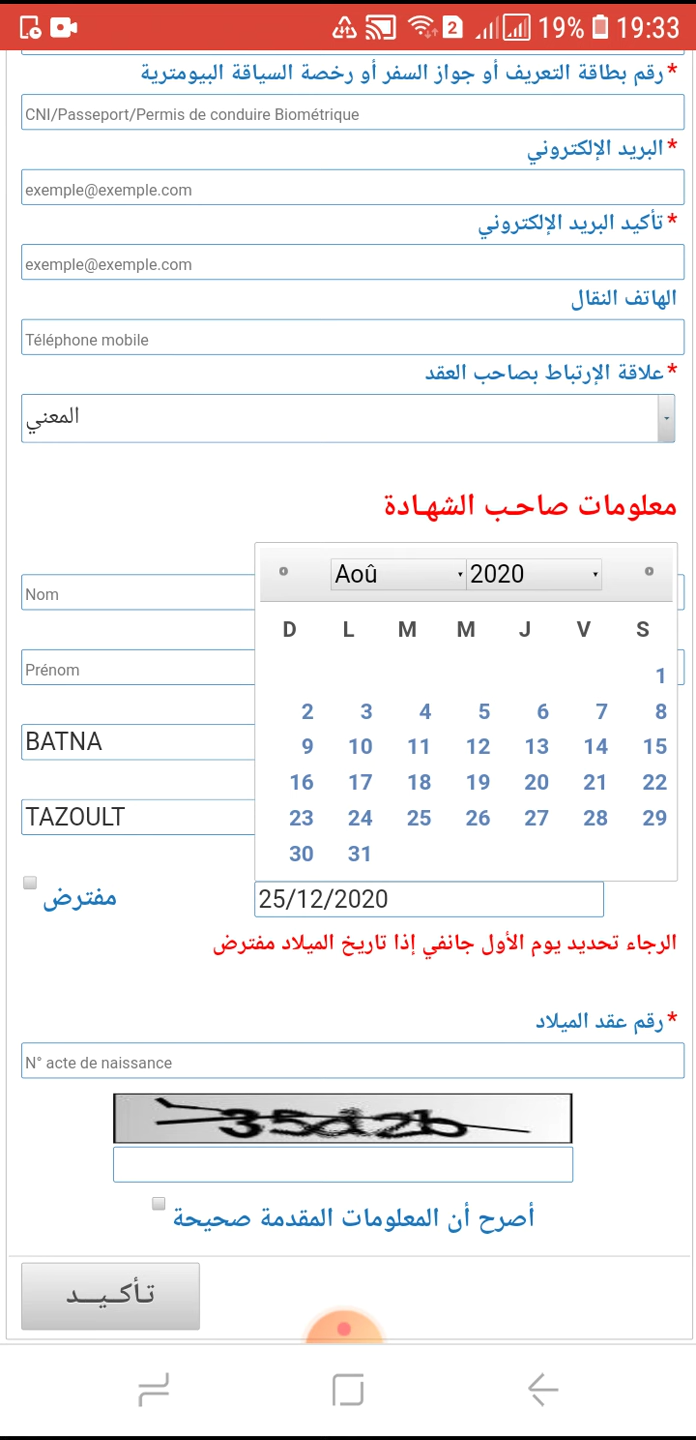 2 19% 19:33
*رقم بطاقة التعريف أو جواز السفر أو رخصة السياقة البيومترية
CNI/Passeport/Permis de conduire Biométrique
*البريد الإلكتروني
exemple@exemple.com
*تأكيد البريد الإلكتروني
exemple@exemple.com
الهاتف النقال
Téléphone mobile
*علاقة الإرتباط بصاحب العقد
المعني
معلومات صاحب الشهادة
Aoû 2020
Nom
D L M M J V S
Prénom
1
2 3 4 5 6 7 8
BATNA
9 10 11 12 13 14 15
16 17 18 19 20 21 22
TAZOULT
23 24 25 26 27 28 29
30 31
مفترض
25/12/2020
الرجاء تحديد يوم الأول جانفي إذا تاريخ الميلاد مفترض
*رقم عقد الميلاد
N° acte de naissance
أصرح أن المعلومات المقدمة صحيحة
تـأكـيـــد